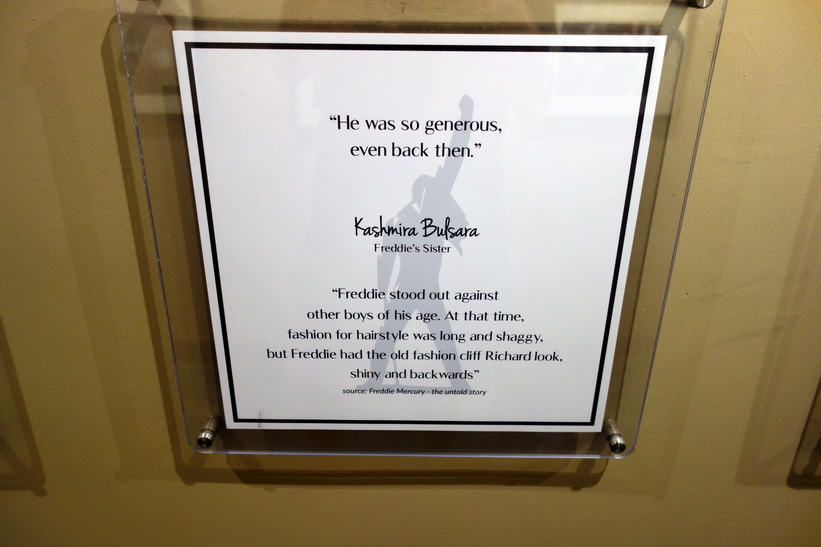 “He was so generous,
even back then.”
Kashmira Bulsara
Freddie's Sister
“Freddie stood out against
other boys of his age. At that time,
fashion for hairstyle was long and shaggy,
but Freddie had the old fashion cliff Richard look,
shiny and backwards”
source: Freddie Mercury - the untold story